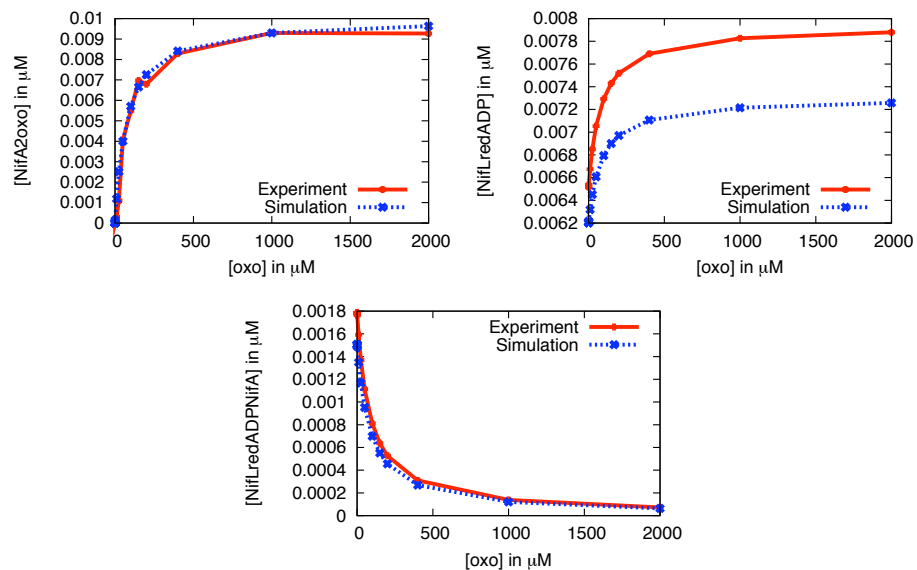 [NifA2oxo] in μM
0.01
0.009
0.008
0.007
0.006
0.005
0.004
0.003
0.002
0.001
0
Experiment
Simulation
0 500 1000 1500 2000
[oxo] in μM
[NifLredADP] in μM
0.008
0.0078
0.0076
0.0074
0.0072
0.007
0.0068
0.0066
0.0064
0.0062
Experiment
Simulation
0 500 1000 1500 2000
[oxo] in μM
[NifLredADPNifA] in μM
0.0018
0.0016
0.0014
0.0012
0.001
0.0008
0.0006
0.0004
0.0002
0
Experiment
Simulation
0 500 1000 1500 2000
[oxo] in μM